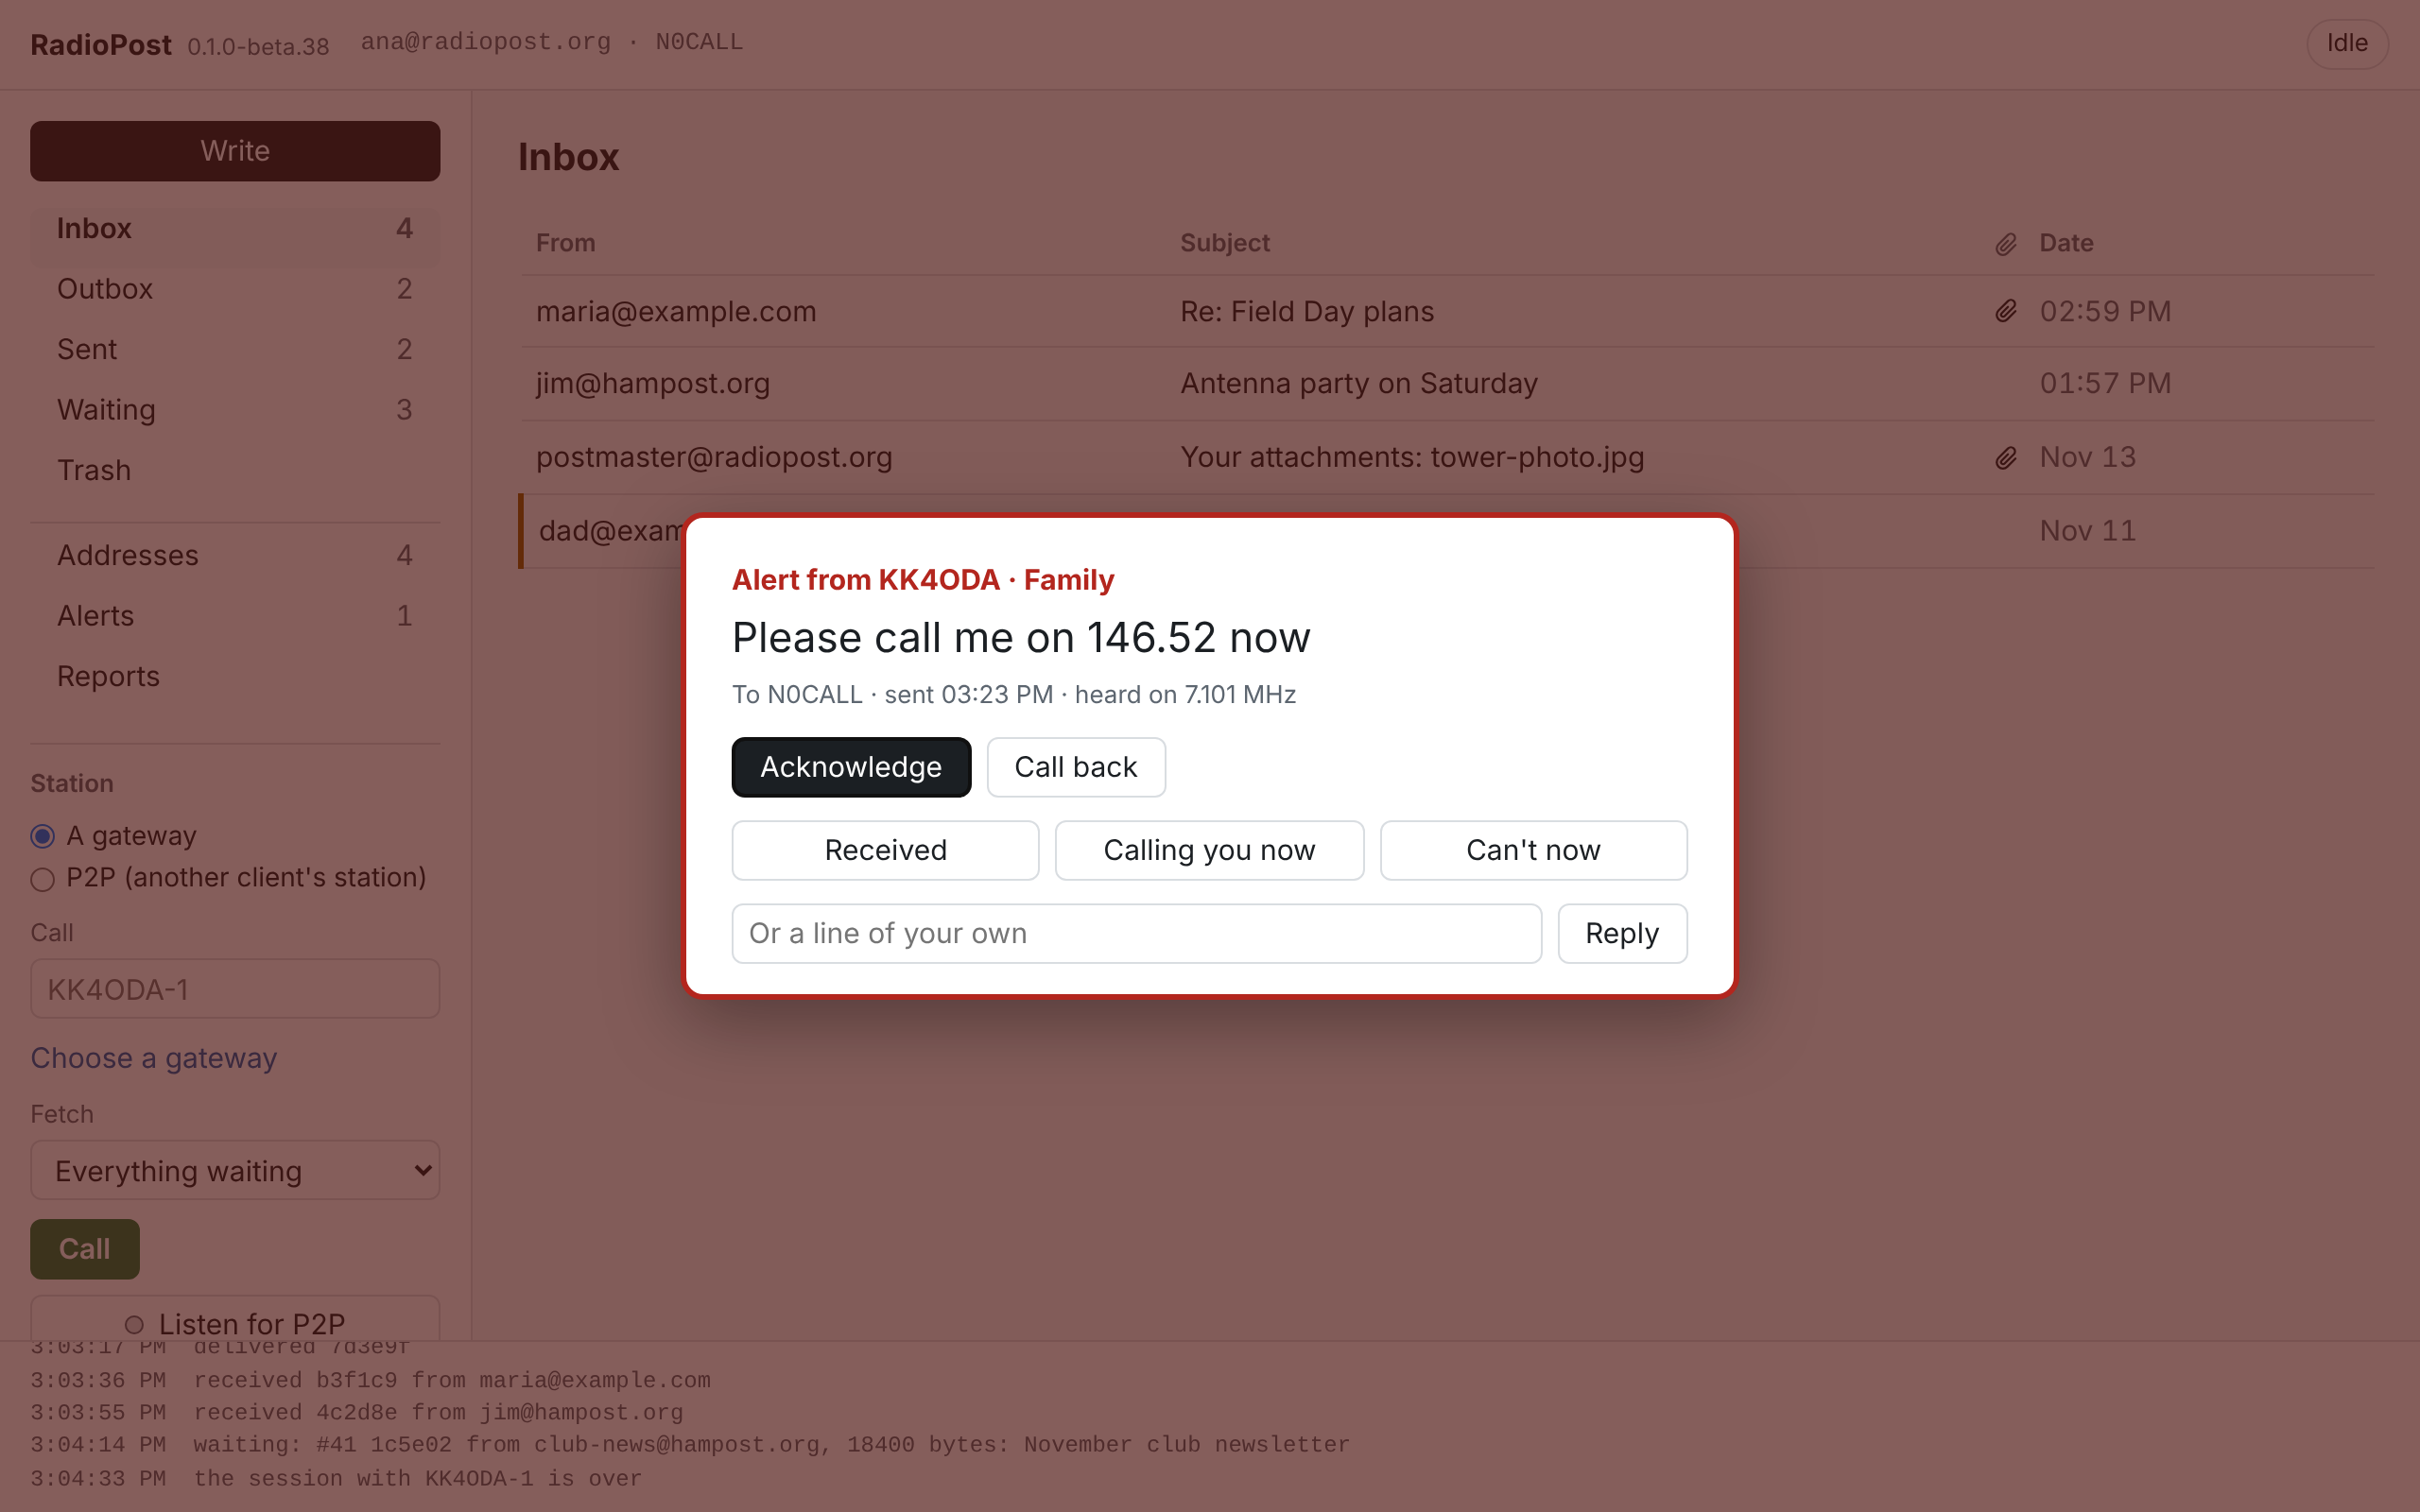 RadioPost 0.1.0-beta.38 ana@radiopost.org · N0CALL Idle
Write
Inbox 4
Outbox 2
Sent 2
Waiting 3
Trash
Addresses 4
Alerts 1
Reports
Station
A gateway
P2P (another client's station)
Call
KK4ODA-1
Choose a gateway
Fetch
Everything waiting
Call
Listen for P2P
Inbox
From Subject Date
maria@example.com Re: Field Day plans 02:59 PM
jim@hampost.org Antenna party on Saturday 01:57 PM
postmaster@radiopost.org Your attachments: tower-photo.jpg Nov 13
dad@exam Nov 11
Alert from KK4ODA · Family
Please call me on 146.52 now
To N0CALL · sent 03:23 PM · heard on 7.101 MHz
Acknowledge Call back
Received Calling you now Can't now
Or a line of your own Reply
3:03:17 PM delivered 7d3e9f
3:03:36 PM received b3f1c9 from maria@example.com
3:03:55 PM received 4c2d8e from jim@hampost.org
3:04:14 PM waiting: #41 1c5e02 from club-news@hampost.org, 18400 bytes: November club newsletter
3:04:33 PM the session with KK4ODA-1 is over